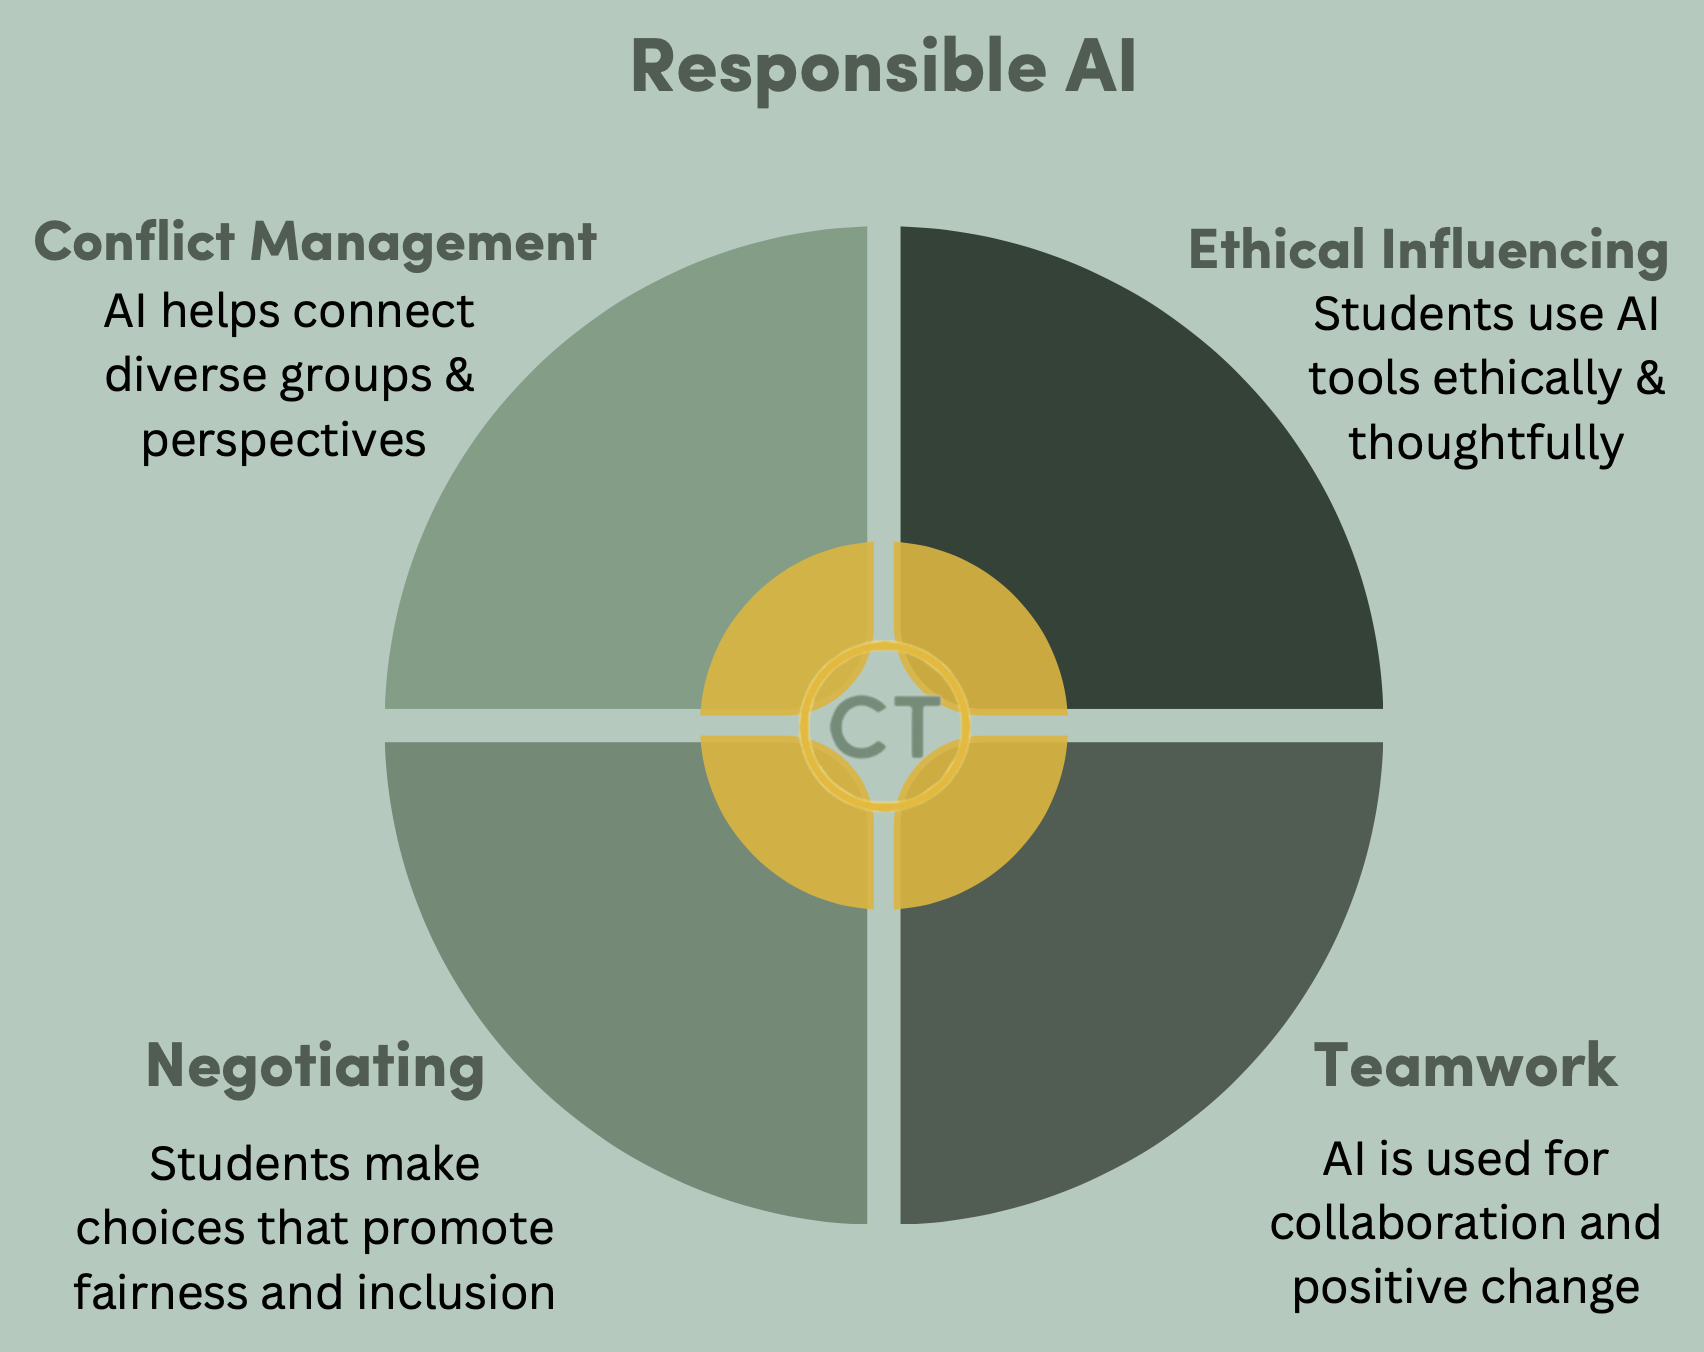 Responsible AI
Conflict Management
AI helps connect
diverse groups &
perspectives
Ethical Influencing
Students use AI
tools ethically &
thoughtfully
CT
Negotiating
Students make
choices that promote
fairness and inclusion
Teamwork
AI is used for
collaboration and
positive change